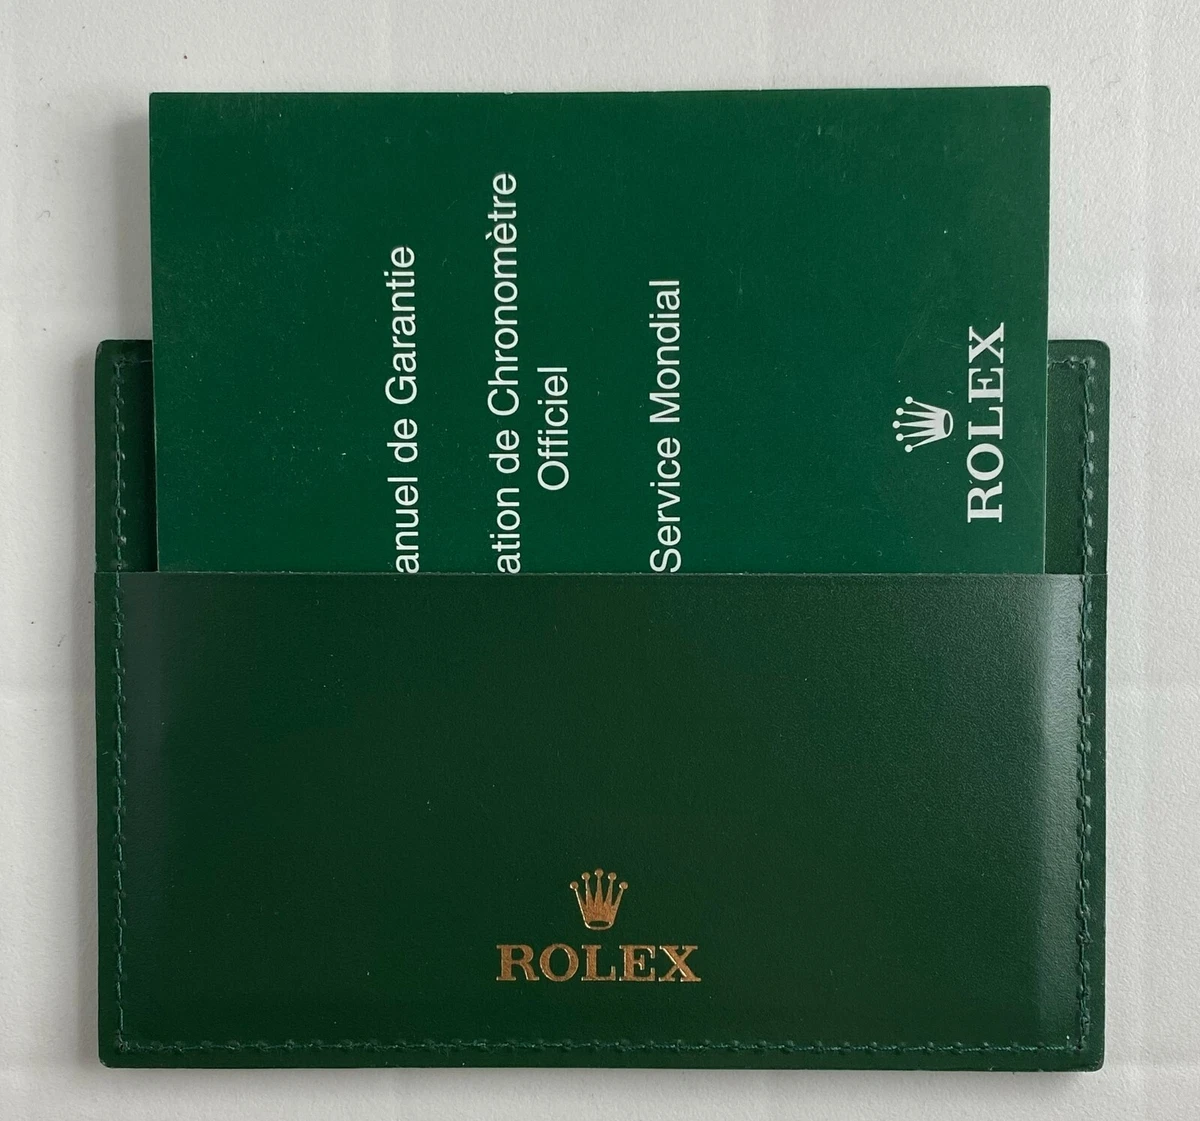 anuel de Garantie
ation de Chronomètre
Officiel
Service Mondial
ROLEX
ROLEX